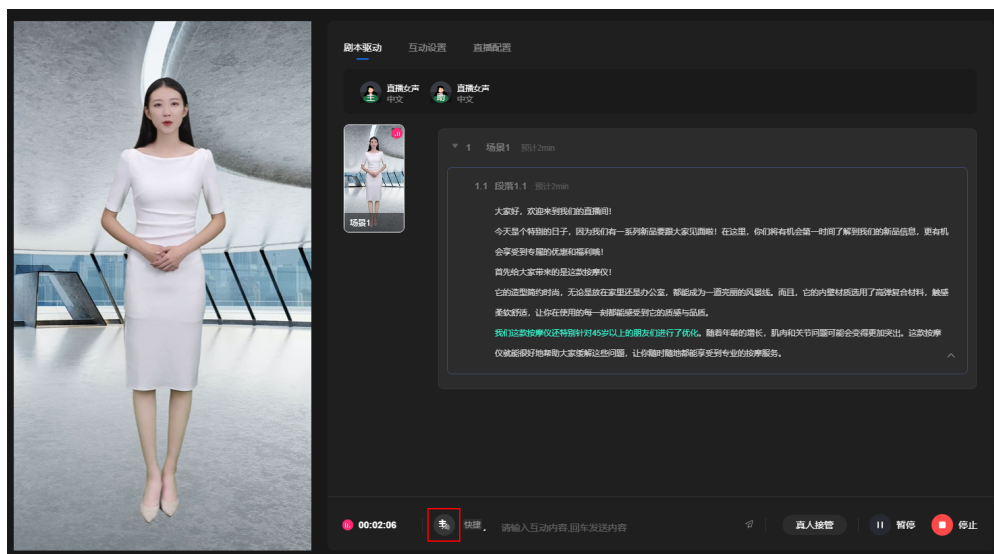 剧本驱动 互动设置 直播配置
主 直播女声 助 直播女声
中文 中文
1 场景1 预计2min
1.1 段落1.1 预计2min
大家好，欢迎来到我们的直播间！
今天是个特别的日子，因为我们有一系列新品要跟大家见面啦！在这里，你们将有机会第一时间了解到我们的新品信息，更有机
会享受到专属的优惠和福利哦！
首先给大家带来的是这款按摩仪！
它的造型简约时尚，无论是放在家里还是办公室，都能成为一道亮丽的风景线。而且，它的内壁材质选用了高弹复合材料，触感
柔软舒适，让你在使用的每一刻都能感受到它的质感与品质。
我们这款按摩仪还特别针对45岁以上的朋友们进行了优化。随着年龄的增长，肌肉和关节问题可能会变得更加突出。这款按摩
仪就能很好地帮助大家缓解这些问题，让你随时随地都能享受到专业的按摩服务。
场景1
00:02:06 主助 快捷 请输入互动内容,回车发送内容 真人接管 暂停 停止